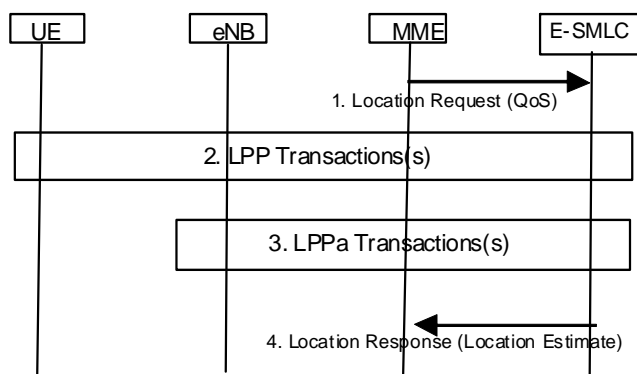 UE eNB MME E-SMLC
1. Location Request (QoS)
2. LPP Transactions(s)
3. LPPa Transactions(s)
4. Location Response (Location Estimate)